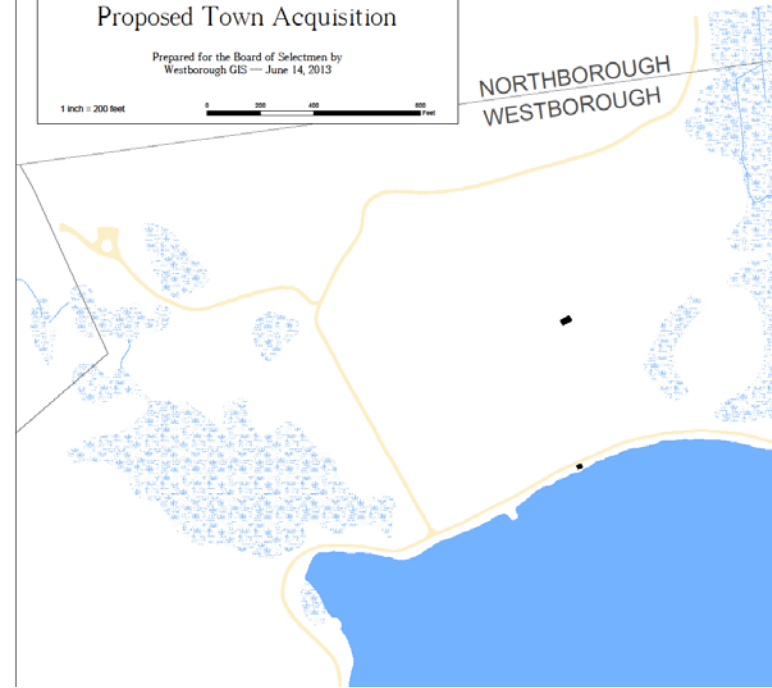 Proposed Town Acquisition
Prepared for the Board of Selectmen by
Westborough GIS — June 14, 2013
1 inch = 200 feet
0 200 400 800
Feet
NORTHBOROUGH
WESTBOROUGH